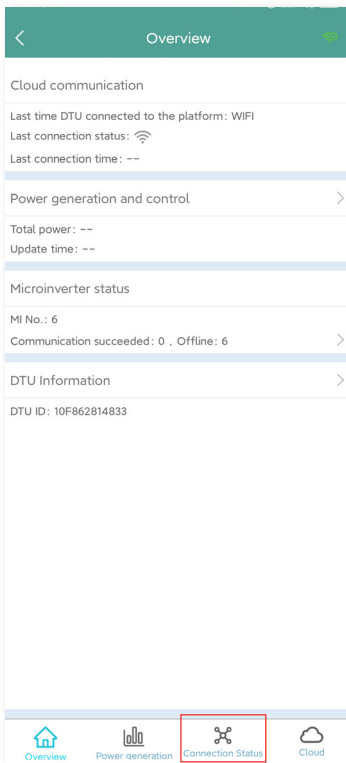 Overview
Cloud communication
Last time DTU connected to the platform: WIFI
Last connection status:
Last connection time: --
Power generation and control
Total power: --
Update time: --
Microinverter status
MI No.: 6
Communication succeeded: 0 , Offline: 6
DTU Information
DTU ID: 10F862814833
Overview Power generation Connection Status Cloud